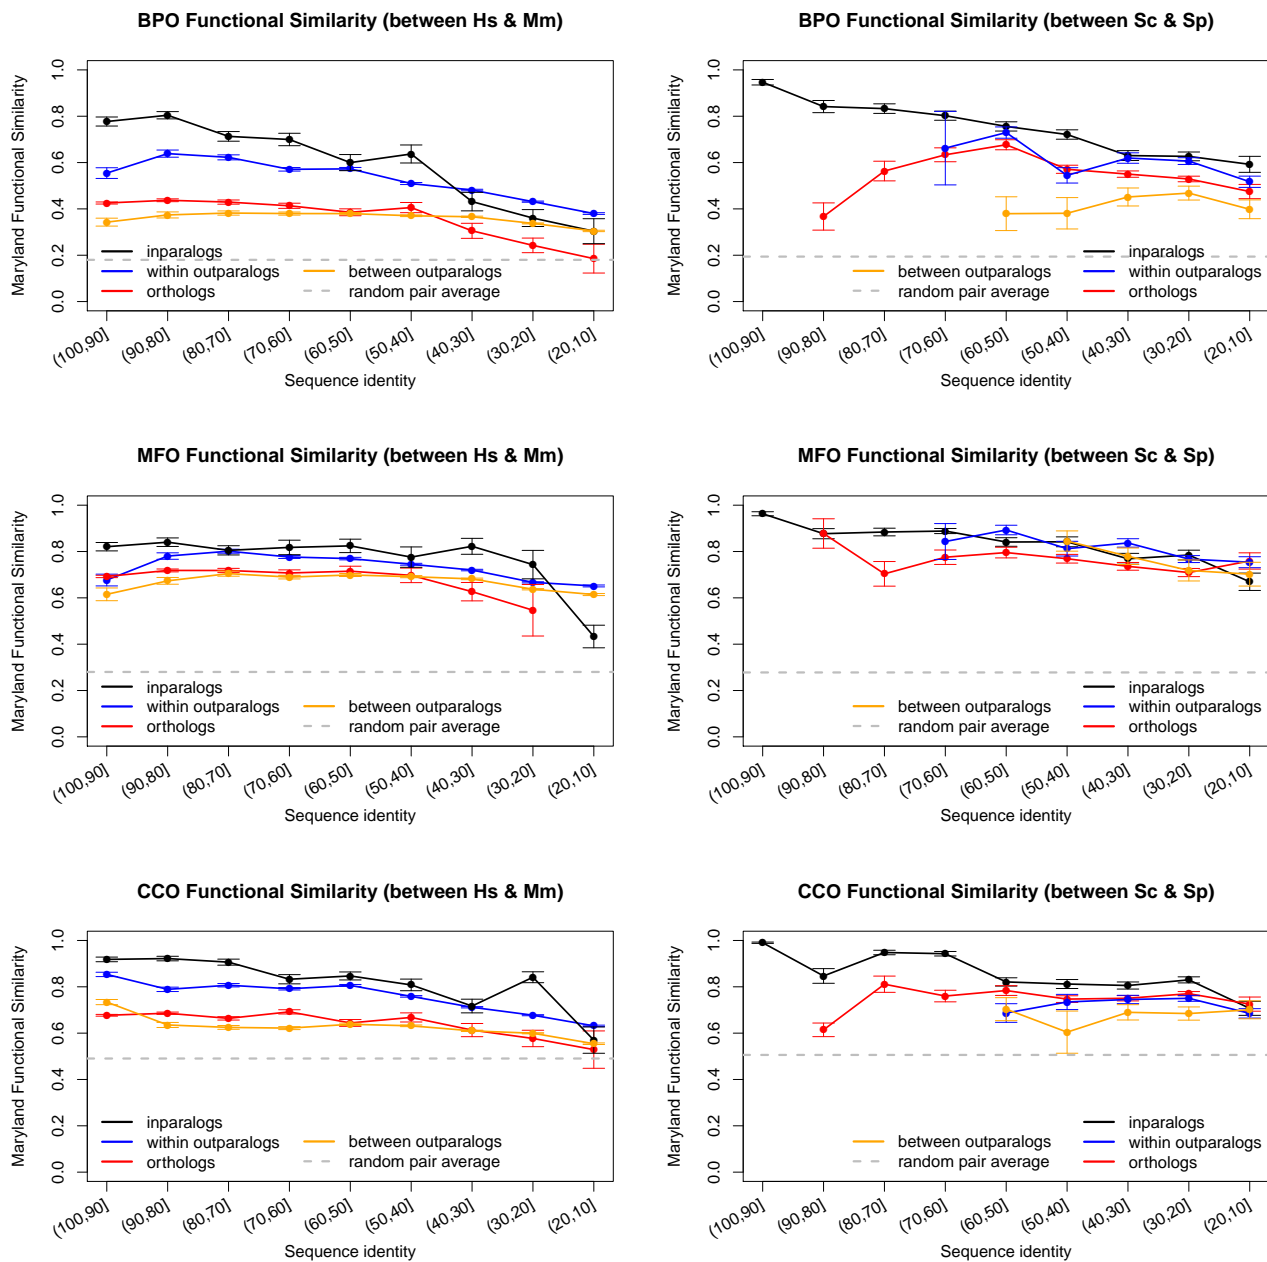 BPO Functional Similarity (between Hs & Mm)
Maryland Functional Similarity
1.0
0.8
0.6
0.4
0.2
0.0
inparalogs
within outparalogs
orthologs
between outparalogs
random pair average
(100,90]
(90,80]
(80,70]
(70,60]
(60,50]
(50,40]
(40,30]
(30,20]
(20,10]
Sequence identity
BPO Functional Similarity (between Sc & Sp)
Maryland Functional Similarity
1.0
0.8
0.6
0.4
0.2
0.0
between outparalogs
random pair average
inparalogs
within outparalogs
orthologs
(100,90]
(90,80]
(80,70]
(70,60]
(60,50]
(50,40]
(40,30]
(30,20]
(20,10]
Sequence identity
MFO Functional Similarity (between Hs & Mm)
Maryland Functional Similarity
1.0
0.8
0.6
0.4
0.2
0.0
inparalogs
within outparalogs
orthologs
between outparalogs
random pair average
(100,90]
(90,80]
(80,70]
(70,60]
(60,50]
(50,40]
(40,30]
(30,20]
(20,10]
Sequence identity
MFO Functional Similarity (between Sc & Sp)
Maryland Functional Similarity
1.0
0.8
0.6
0.4
0.2
0.0
between outparalogs
random pair average
inparalogs
within outparalogs
orthologs
(100,90]
(90,80]
(80,70]
(70,60]
(60,50]
(50,40]
(40,30]
(30,20]
(20,10]
Sequence identity
CCO Functional Similarity (between Hs & Mm)
Maryland Functional Similarity
1.0
0.8
0.6
0.4
0.2
0.0
inparalogs
within outparalogs
orthologs
between outparalogs
random pair average
(100,90]
(90,80]
(80,70]
(70,60]
(60,50]
(50,40]
(40,30]
(30,20]
(20,10]
Sequence identity
CCO Functional Similarity (between Sc & Sp)
Maryland Functional Similarity
1.0
0.8
0.6
0.4
0.2
0.0
between outparalogs
random pair average
inparalogs
within outparalogs
orthologs
(100,90]
(90,80]
(80,70]
(70,60]
(60,50]
(50,40]
(40,30]
(30,20]
(20,10]
Sequence identity